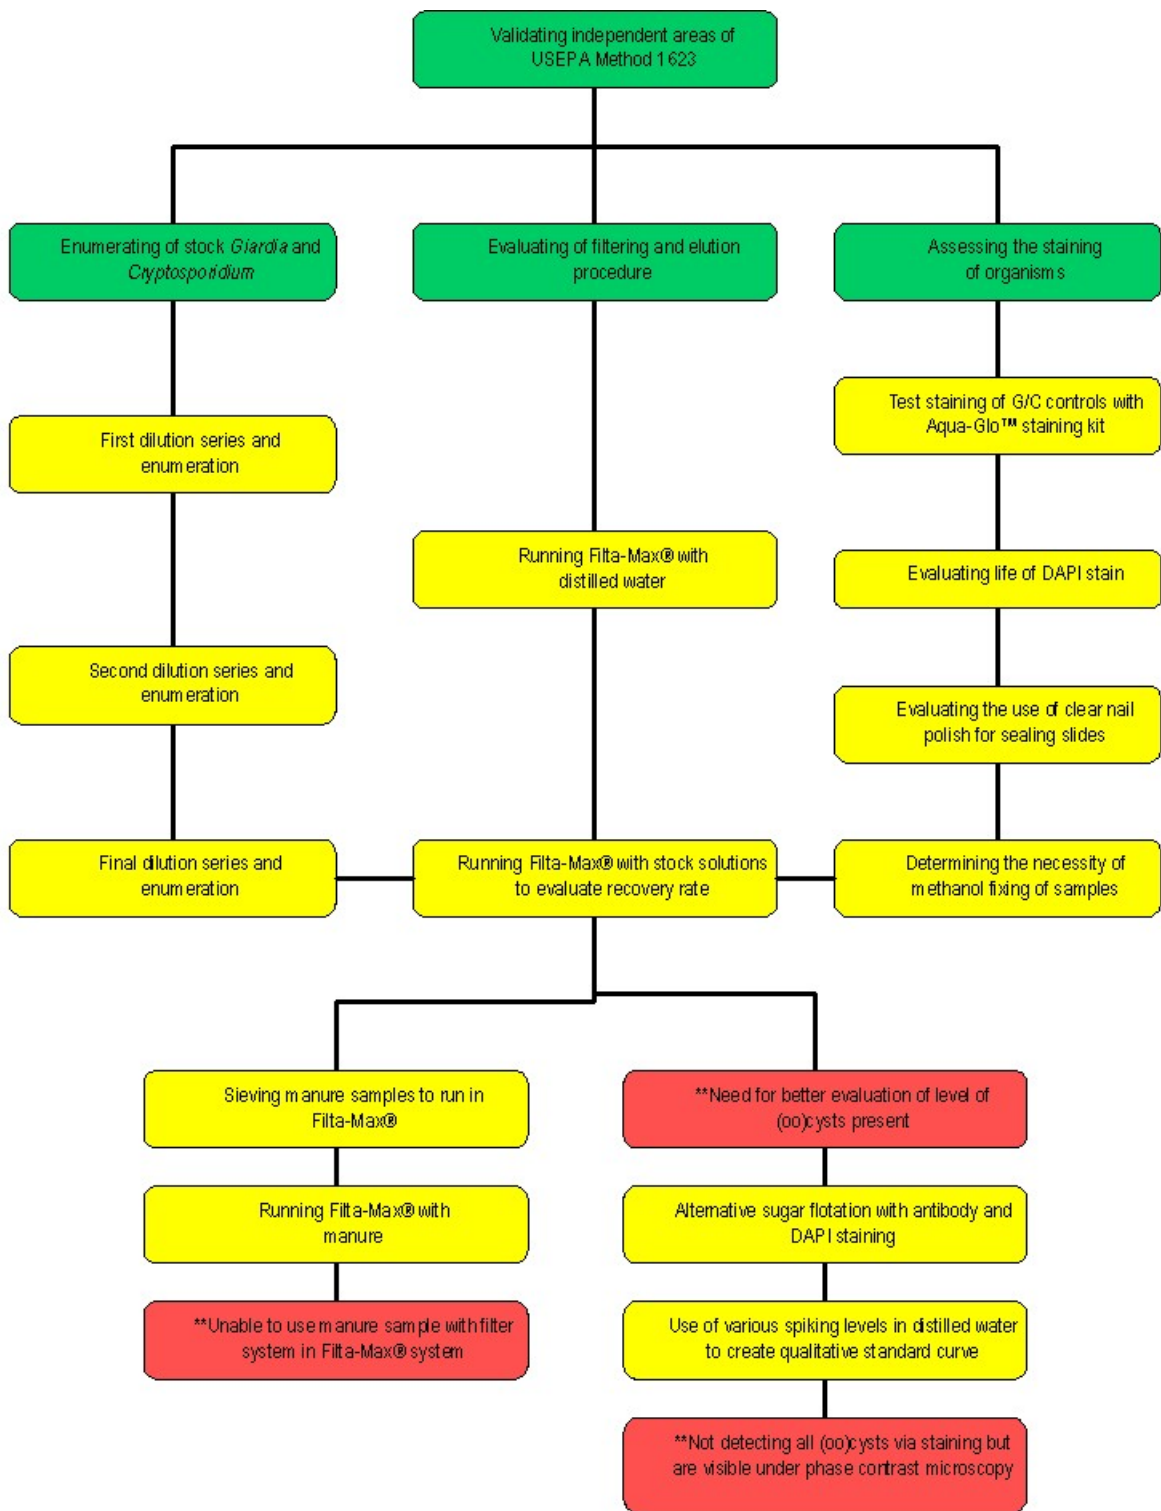 Validating independent areas of
USEPA Method 1623
Enumerating of stock Giardia and
Cryptosporidium
Evaluating of filtering and elution
procedure
Assessing the staining
of organisms
Test staining of G/C controls with
Aqua-Glo™ staining kit
First dilution series and
enumeration
Running Filta-Max® with
distilled water
Evaluating life of DAPI stain
Second dilution series and
enumeration
Evaluating the use of clear nail
polish for sealing slides
Final dilution series and
enumeration
Running Filta-Max® with stock solutions
to evaluate recovery rate
Determining the necessity of
methanol fixing of samples
Sieving manure samples to run in
Filta-Max®
**Need for better evaluation of level of
(oo)cysts present
Running Filta-Max® with
manure
Alternative sugar flotation with antibody and
DAPI staining
**Unable to use manure sample with filter
system in Filta-Max® system
Use of various spiking levels in distilled water
to create qualitative standard curve
**Not detecting all (oo)cysts via staining but
are visible under phase contrast microscopy